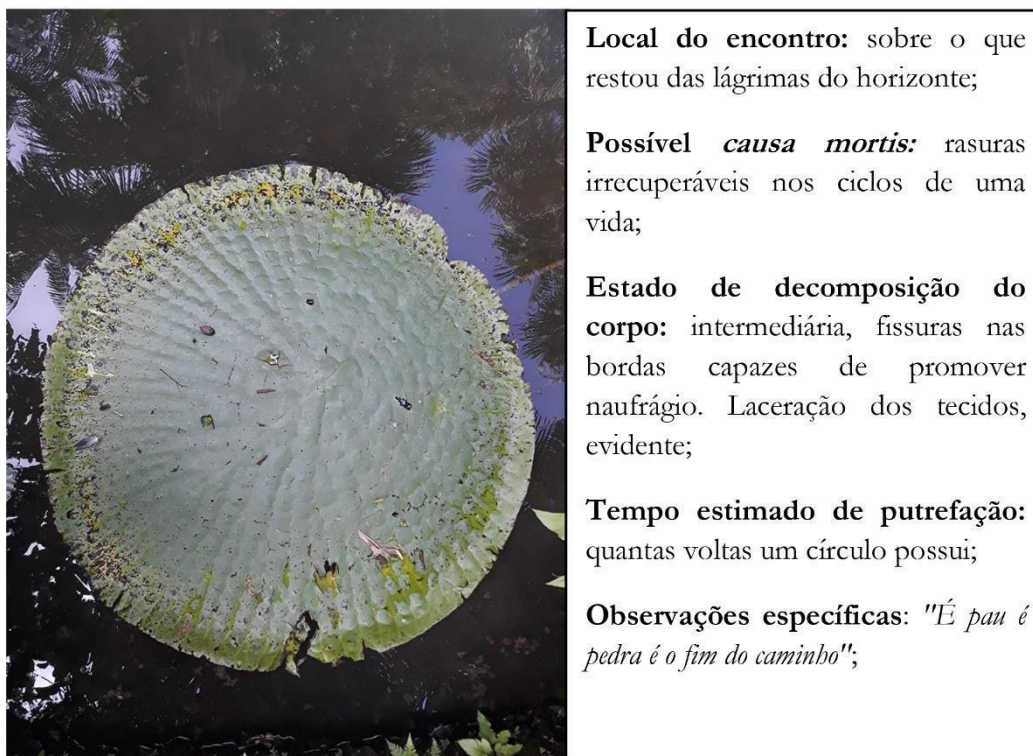 Local do encontro: sobre o que
restou das lágrimas do horizonte;
Possível causa mortis: rasuras
irrecuperáveis nos ciclos de uma
vida;
Estado de decomposição do
corpo: intermediária, fissuras nas
bordas capazes de promover
naufrágio. Laceração dos tecidos,
evidente;
Tempo estimado de putrefação:
quantas voltas um círculo possui;
Observações específicas: "É pau é
pedra é o fim do caminho";